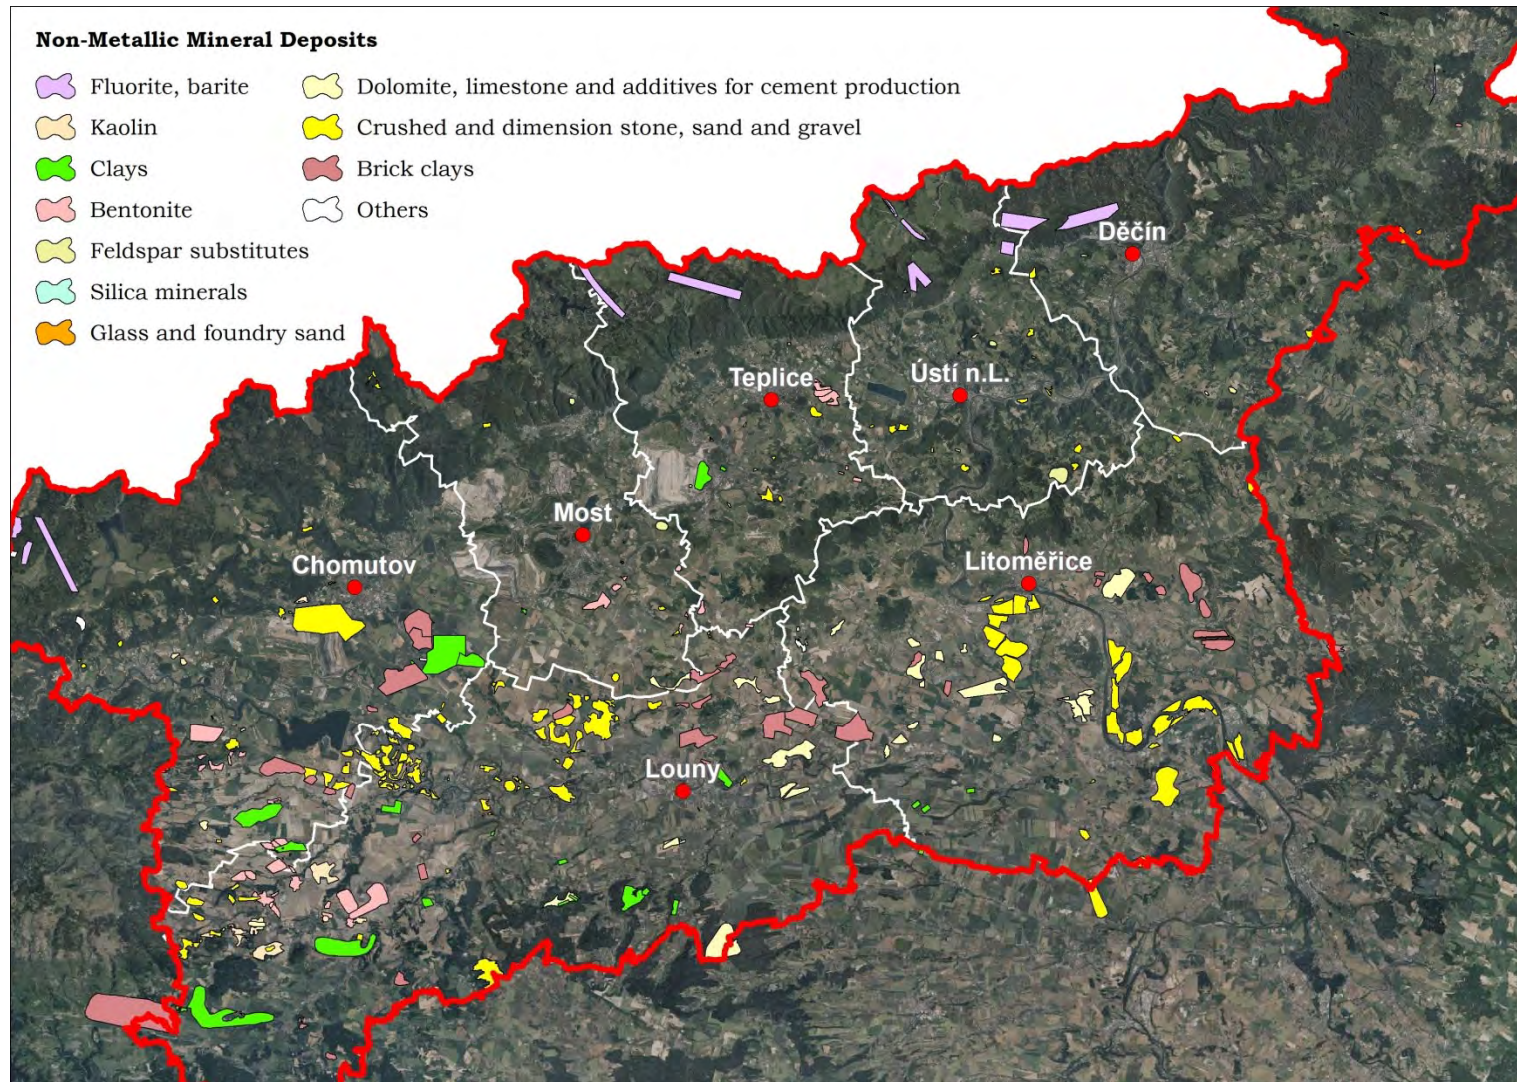 Non-Metallic Mineral Deposits
Fluorite, barite
Kaolin
Clays
Bentonite
Feldspar substitutes
Silica minerals
Glass and foundry sand
Dolomite, limestone and additives for cement production
Crushed and dimension stone, sand and gravel
Brick clays
Others
Děčín
Teplice
Ústí n.L.
Most
Chomutov
Litoměřice
Louny